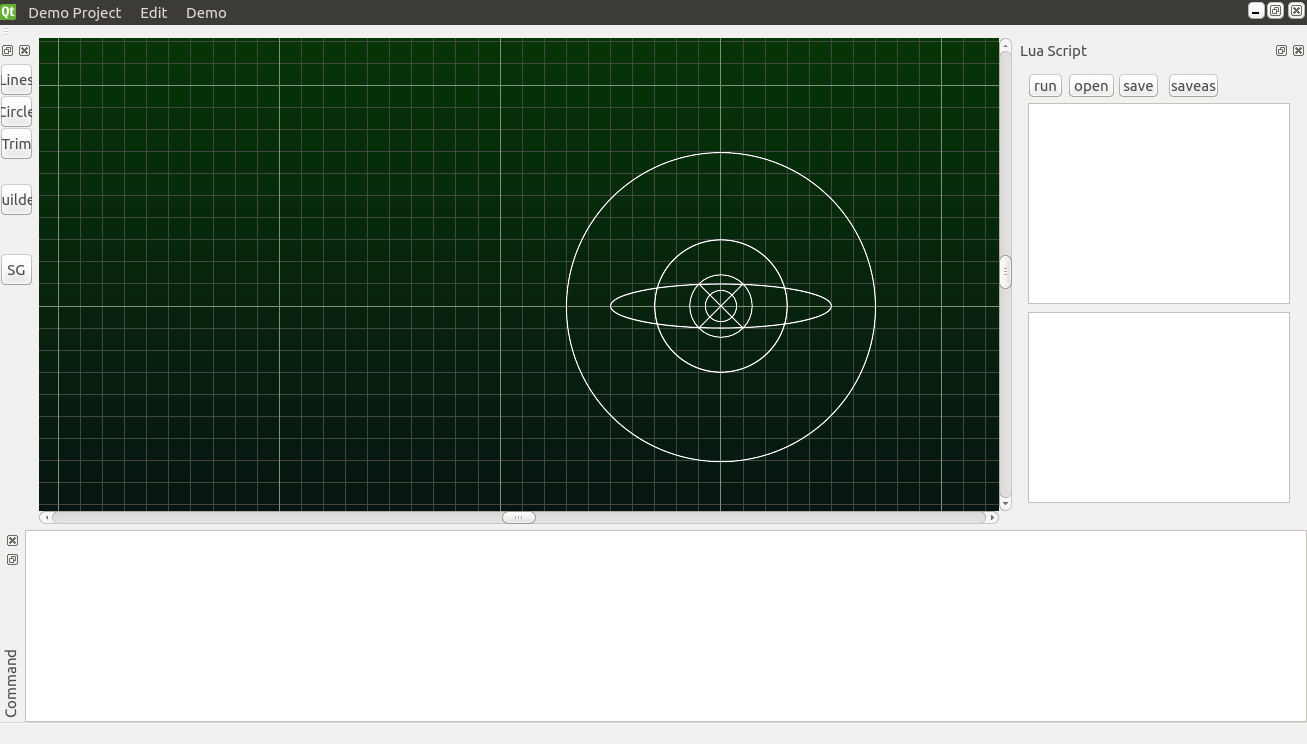 Qt Demo Project Edit Demo
Lua Script
run open save saveas
Lines
Circle
Trim
uilde
SG
Command